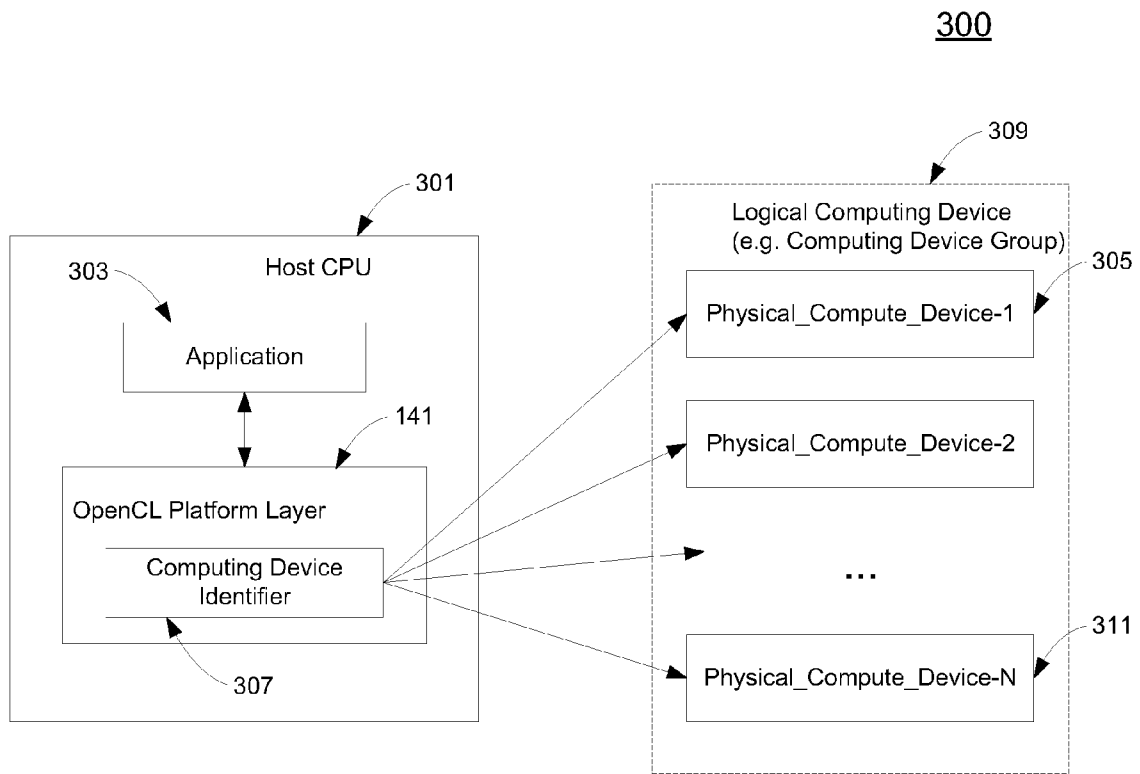 300
309
301
Logical Computing Device
(e.g. Computing Device Group)
Host CPU
303
305
Physical_Compute_Device-1
Application
141
Physical_Compute_Device-2
OpenCL Platform Layer
Computing Device
Identifier
...
311
307
Physical_Compute_Device-N